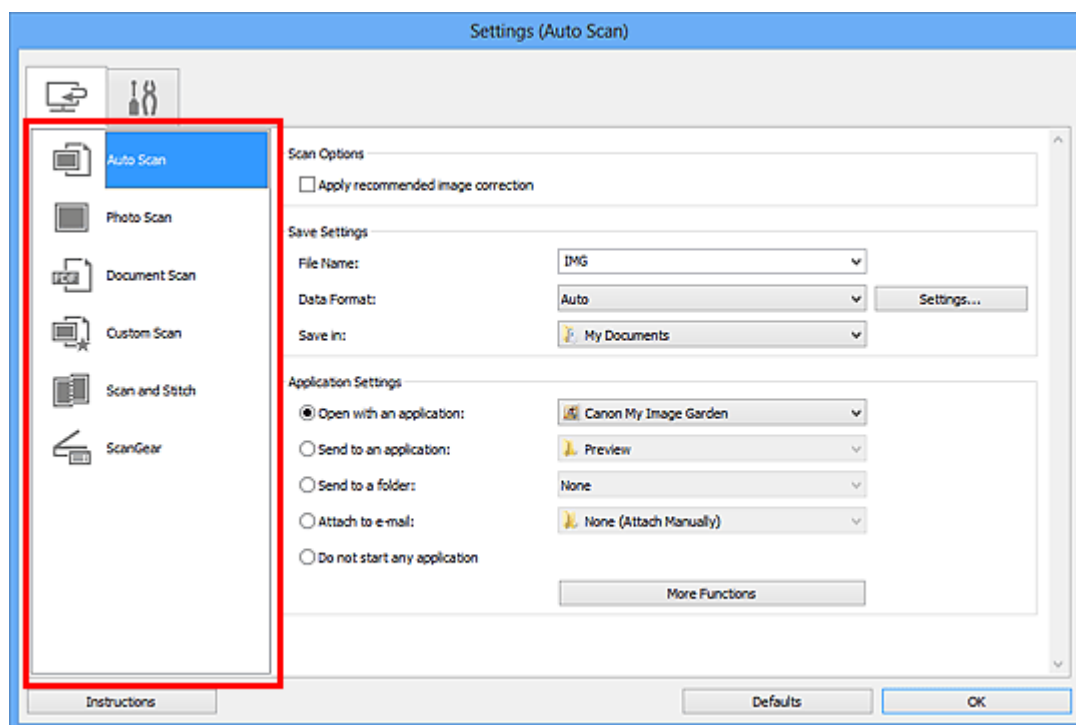 Settings (Auto Scan)
Auto Scan
Photo Scan
Document Scan
Custom Scan
Scan and Stitch
ScanGear
Scan Options
Apply recommended image correction
Save Settings
File Name: IMG
Data Format: Auto Settings...
Save in: My Documents
Application Settings
Open with an application: Canon My Image Garden
Send to an application: Preview
Send to a folder: None
Attach to e-mail: None (Attach Manually)
Do not start any application
More Functions
Instructions Defaults OK